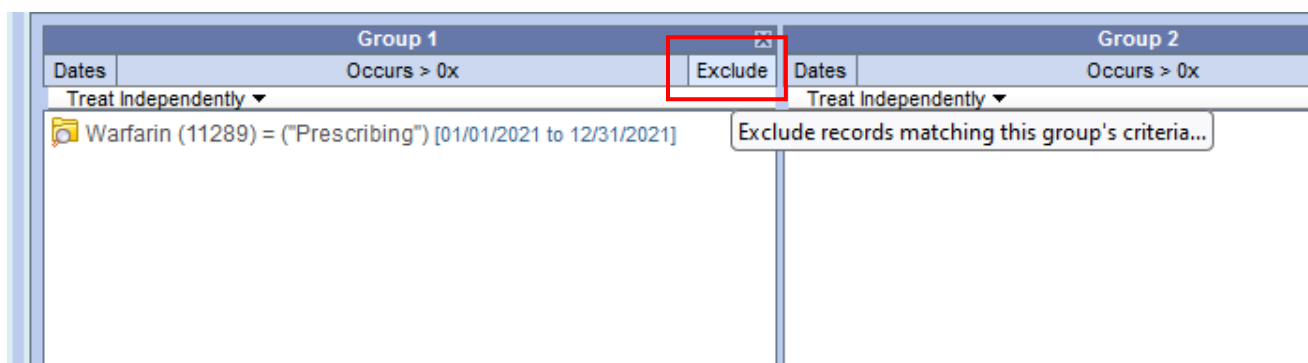 Group 1 Group 2
Dates Occurs > 0x Exclude Dates Occurs > 0x
Treat Independently Treat Independently
Warfarin (11289) = ("Prescribing") [01/01/2021 to 12/31/2021]
Exclude records matching this group's criteria...